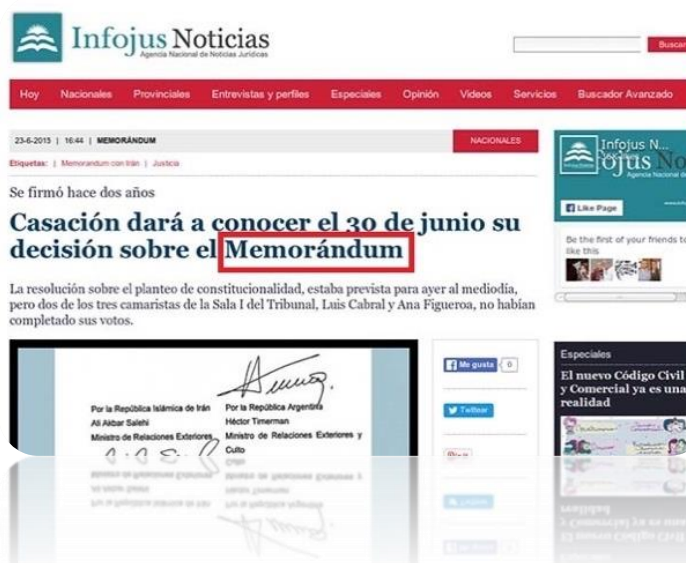 Infojus Noticias
Agencia Nacional de Noticias Jurídicas
Buscar
Hoy Nacionales Provinciales Entrevistas y perfiles Especiales Opinión Videos Servicios Buscador Avanzado
23-6-2015 | 16:44 | MEMORÁNDUM
NACIONALES
Etiquetas: | Memorandum con Irán | Justicia
Se firmó hace dos años
Casación dará a conocer el 30 de junio su
decisión sobre el Memorándum
La resolución sobre el planteo de constitucionalidad, estaba prevista para ayer al mediodía,
pero dos de los tres camaristas de la Sala I del Tribunal, Luis Cabral y Ana Figueroa, no habían
completado sus votos.
Por la República Islámica de Irán
Ali Akbar Salehi
Ministro de Relaciones Exteriores
Por la República Argentina
Héctor Timerman
Ministro de Relaciones Exteriores y
Culto
Me gusta 0
Twittear
Infojus N...
Like Page
Be the first of your friends to
like this
Especiales
El nuevo Código Civil
y Comercial ya es una
realidad